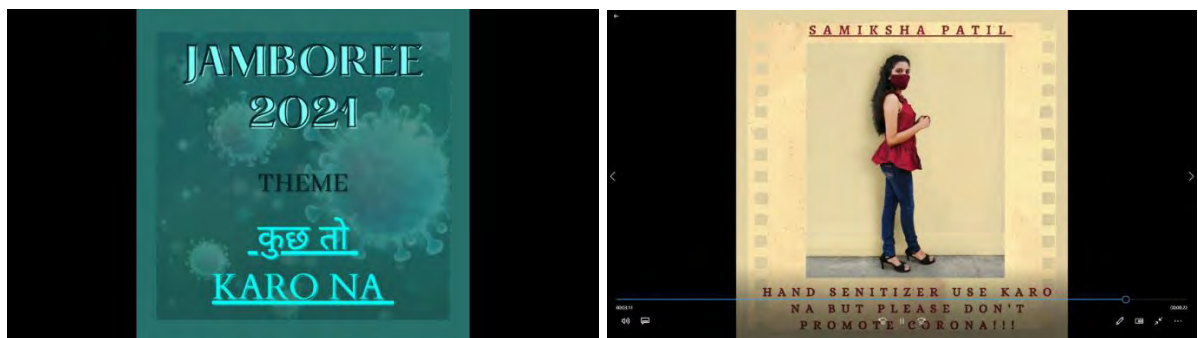 JAMBOREE
2021
THEME
कुछ तो
KARO NA
SAMIKSHA PATIL
HAND SENITIZER USE KARO
NA BUT PLEASE DON'T
PROMOTE CORONA!!!